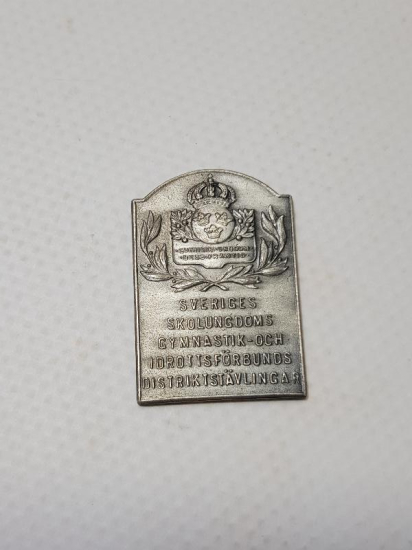 SVERIGES
SKOLUNGDOMS
GYMNASTIK-OCH
IDROTTSFÖRBUNDS
DISTRIKTSTÄVLINGAR